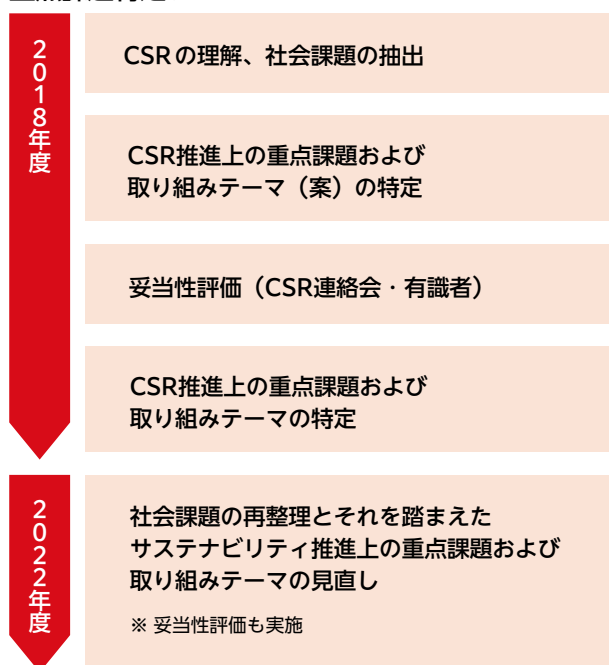 2018年度
CSRの理解、社会課題の抽出
CSR推進上の重点課題および
取り組みテーマ（案）の特定
妥当性評価（CSR連絡会・有識者）
CSR推進上の重点課題および
取り組みテーマの特定
2022年度
社会課題の再整理とそれを踏まえた
サステナビリティ推進上の重点課題および
取り組みテーマの見直し
※ 妥当性評価も実施